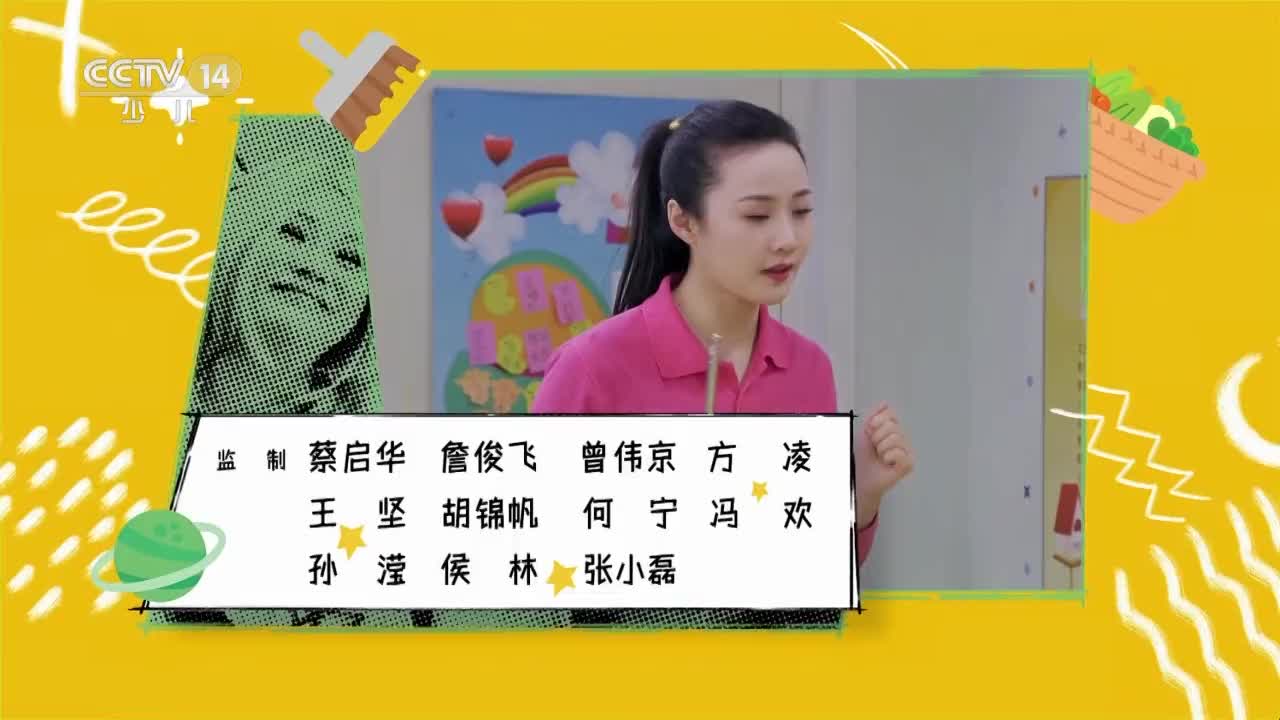 CCTV 14
少儿
监 制 蔡启华 詹俊飞 曾伟京 方 凌
王 坚 胡锦帆 何 宁 冯 欢
孙 滢 侯 林 张小磊